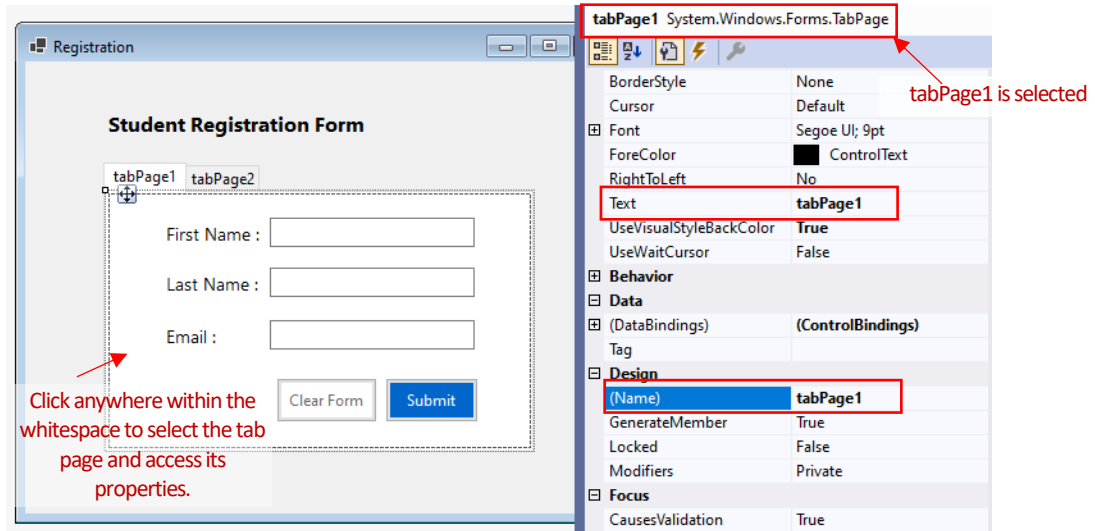 Registration
Student Registration Form
tabPage1 tabPage2
First Name :
Last Name :
Email :
Clear Form Submit
Click anywhere within the
whitespace to select the tab
page and access its
properties.
tabPage1 System.Windows.Forms.TabPage
tabPage1 is selected
BorderStyle None
Cursor Default
Font Segoe UI; 9pt
ForeColor ControlText
RightToLeft No
Text tabPage1
UseVisualStyleBackColor True
UseWaitCursor False
Behavior
Data
(DataBindings) (ControlBindings)
Tag
Design
(Name) tabPage1
GenerateMember True
Locked False
Modifiers Private
Focus
CausesValidation True